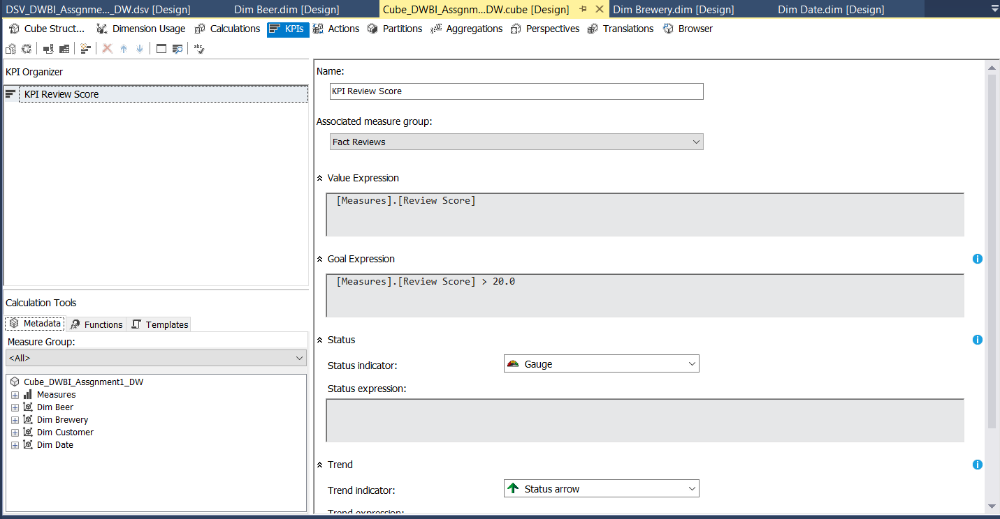 DSV_DWBI_Assgnme..._DW.dsv [Design] Dim Beer.dim [Design] Cube_DWBI_Assgnm...DW.cube [Design] Dim Brewery.dim [Design] Dim Date.dim [Design]
Cube Struct... Dimension Usage Calculations KPIs Actions Partitions Aggregations Perspectives Translations Browser
abc
KPI Organizer
KPI Review Score
Name:
KPI Review Score
Associated measure group:
Fact Reviews
Value Expression
[Measures].[Review Score]
Goal Expression
[Measures].[Review Score] > 20.0
Status
Status indicator:
Gauge
Status expression:
Trend
Trend indicator:
Status arrow
Trend expression:
Calculation Tools
Metadata Functions Templates
Measure Group:
<All>
Cube_DWBI_Assgnment1_DW
Measures
Dim Beer
Dim Brewery
Dim Customer
Dim Date